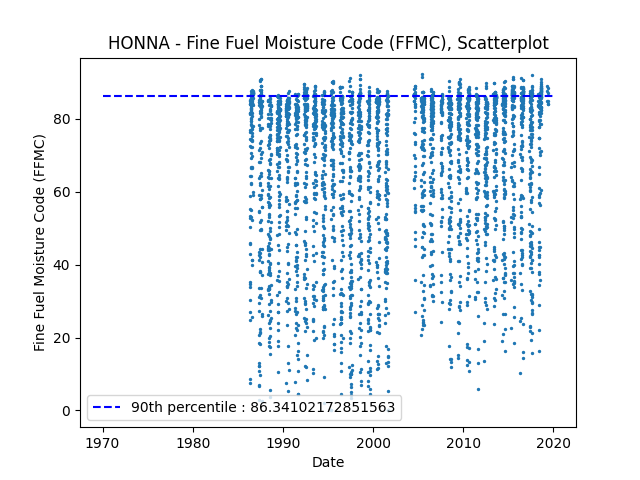 HONNA - Fine Fuel Moisture Code (FFMC), Scatterplot
Fine Fuel Moisture Code (FFMC)
80
60
40
20
0
90th percentile : 86.34102172851563
1970 1980 1990 2000 2010 2020
Date